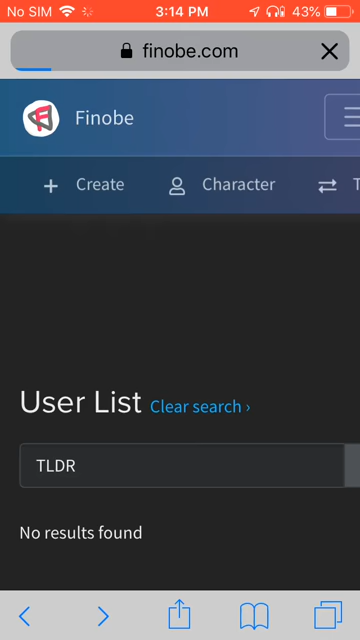 No SIM 3:14 PM 43%
finobe.com
Finobe
Create Character T
User List Clear search ›
TLDR
No results found